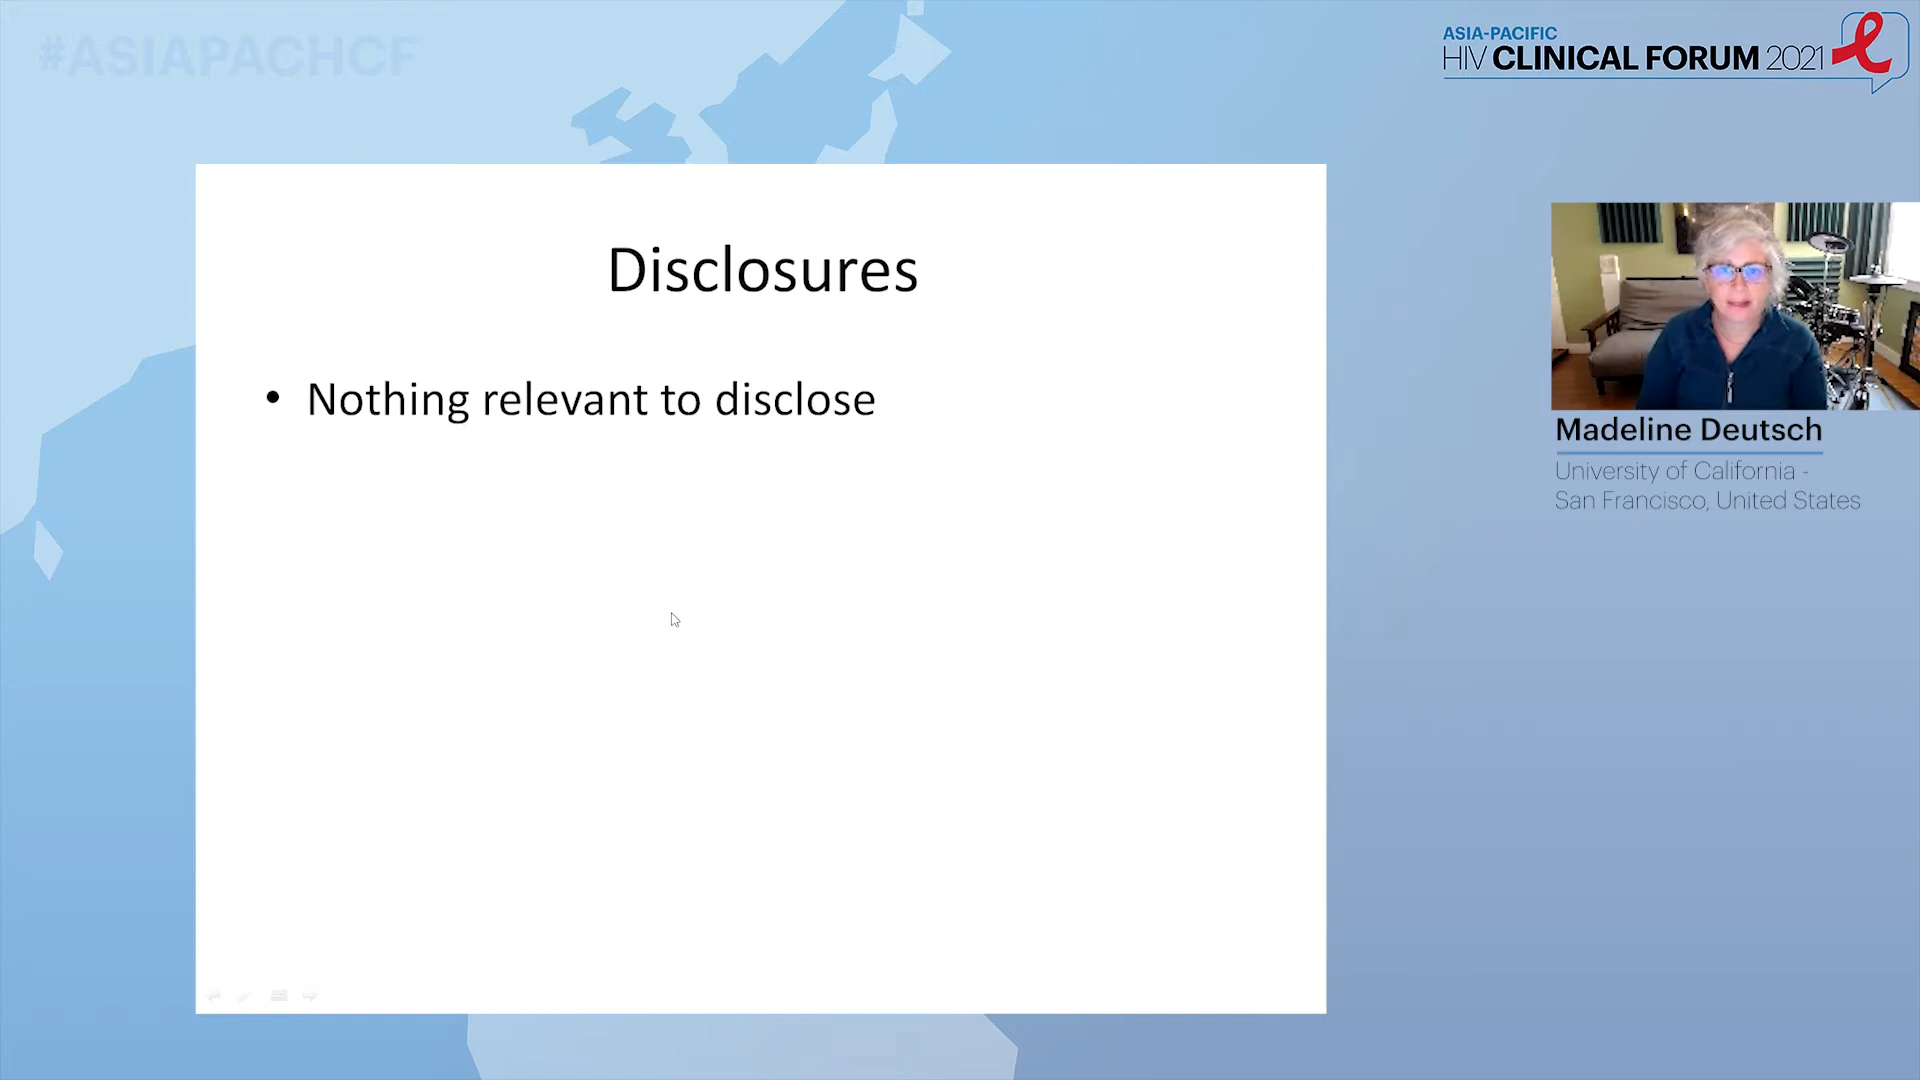 #ASIAPACHCF
ASIA-PACIFIC
HIV CLINICAL FORUM 2021
Disclosures
• Nothing relevant to disclose
Madeline Deutsch
University of California -
San Francisco, United States